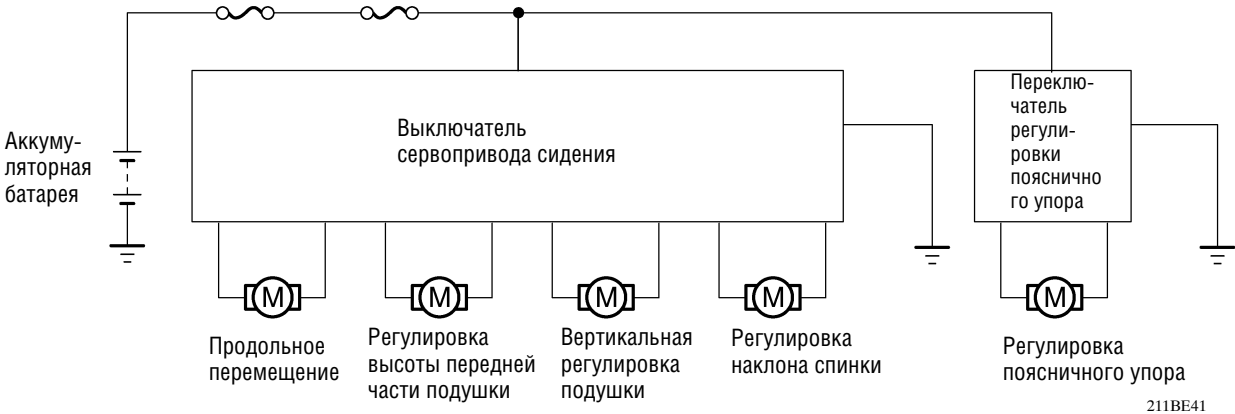 Аккуму-
ляторная
батарея
Выключатель
сервопривода сидения
Переклю-
чатель
регули-
ровки
пояснично
го упора
M
M
M
M
M
Продольное
перемещение
Регулировка
высоты передней
части подушки
Вертикальная
регулировка
подушки
Регулировка
наклона спинки
Регулировка
поясничного упора
211BE41